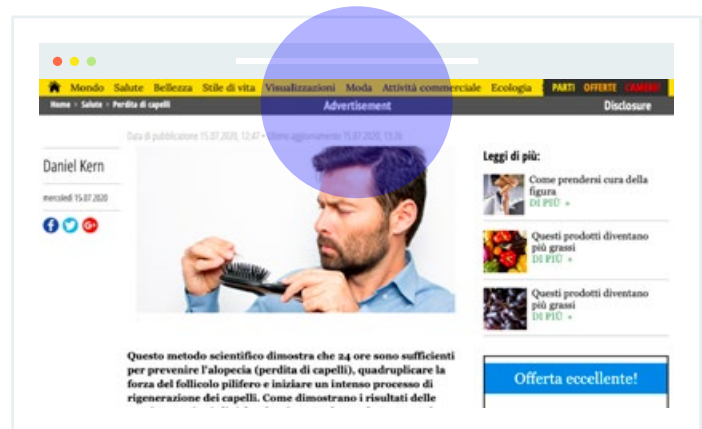 Mondo Salute Bellezza Stile di vita Visualizzazioni Moda Attività commerciale Ecologia PARTI OFFERTE CAMERE
Home > Salute > Perdita di capelli Advertisement Disclosure
Data di pubblicazione 15.07.2020, 12:47 • Ultimo aggiornamento 15.07.2020, 13:26
Daniel Kern
mercoledì 15.07.2020
Leggi di più:
Come prendersi cura della
figura
DI PIÙ »
Questi prodotti diventano
più grassi
DI PIÙ »
Questi prodotti diventano
più grassi
DI PIÙ »
Questo metodo scientifico dimostra che 24 ore sono sufficienti
per prevenire l'alopecia (perdita di capelli), quadruplicare la
forza del follicolo pilifero e iniziare un intenso processo di
rigenerazione dei capelli. Come dimostrano i risultati delle
Offerta eccellente!